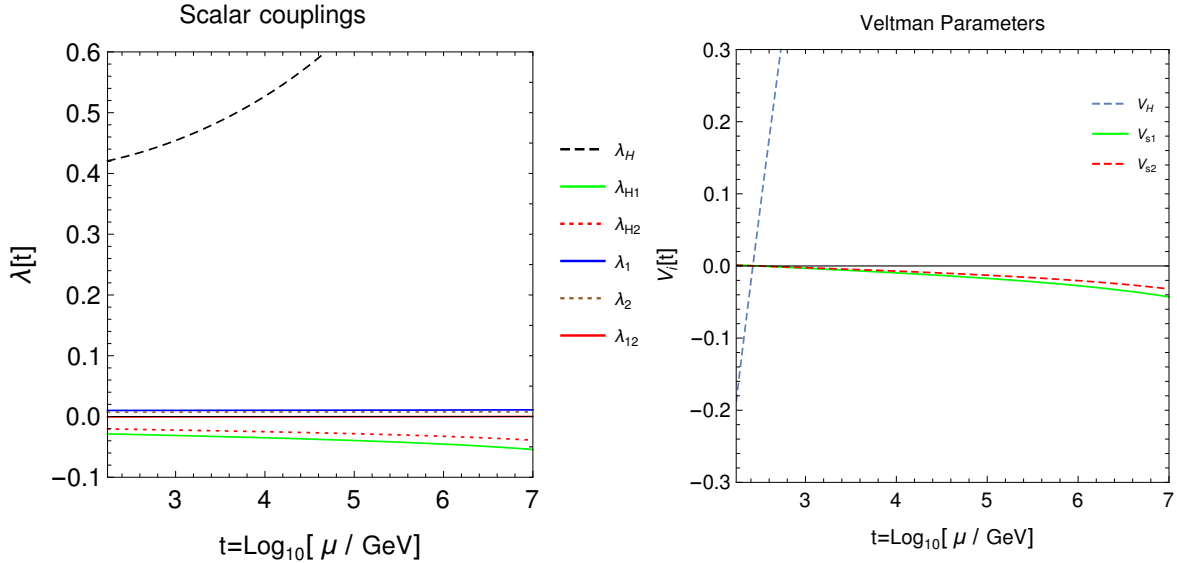 Scalar couplings
0.6
0.5
0.4
0.3
0.2
0.1
0.0
−0.1
λ[t]
3 4 5 6 7
t=Log10[ μ / GeV]
λH
λH1
λH2
λ1
λ2
λ12
Veltman Parameters
0.3
0.2
0.1
0.0
−0.1
−0.2
−0.3
Vi[t]
3 4 5 6 7
t=Log10[ μ / GeV]
VH
Vs1
Vs2